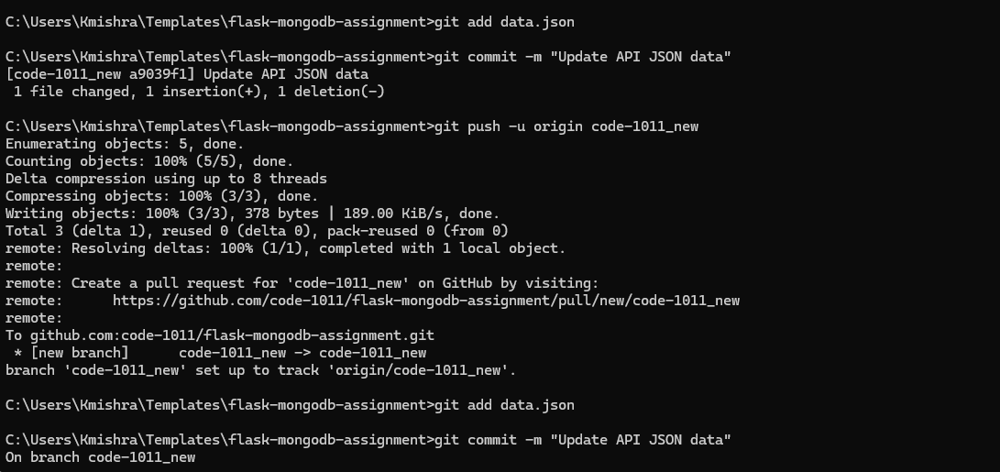 C:\Users\Kmishra\Templates\flask-mongodb-assignment>git add data.json
C:\Users\Kmishra\Templates\flask-mongodb-assignment>git commit -m "Update API JSON data"
[code-1011_new a9039f1] Update API JSON data
 1 file changed, 1 insertion(+), 1 deletion(-)
C:\Users\Kmishra\Templates\flask-mongodb-assignment>git push -u origin code-1011_new
Enumerating objects: 5, done.
Counting objects: 100% (5/5), done.
Delta compression using up to 8 threads
Compressing objects: 100% (3/3), done.
Writing objects: 100% (3/3), 378 bytes | 189.00 KiB/s, done.
Total 3 (delta 1), reused 0 (delta 0), pack-reused 0 (from 0)
remote: Resolving deltas: 100% (1/1), completed with 1 local object.
remote:
remote: Create a pull request for 'code-1011_new' on GitHub by visiting:
remote:      https://github.com/code-1011/flask-mongodb-assignment/pull/new/code-1011_new
remote:
To github.com:code-1011/flask-mongodb-assignment.git
 * [new branch]      code-1011_new -> code-1011_new
branch 'code-1011_new' set up to track 'origin/code-1011_new'.
C:\Users\Kmishra\Templates\flask-mongodb-assignment>git add data.json
C:\Users\Kmishra\Templates\flask-mongodb-assignment>git commit -m "Update API JSON data"
On branch code-1011_new